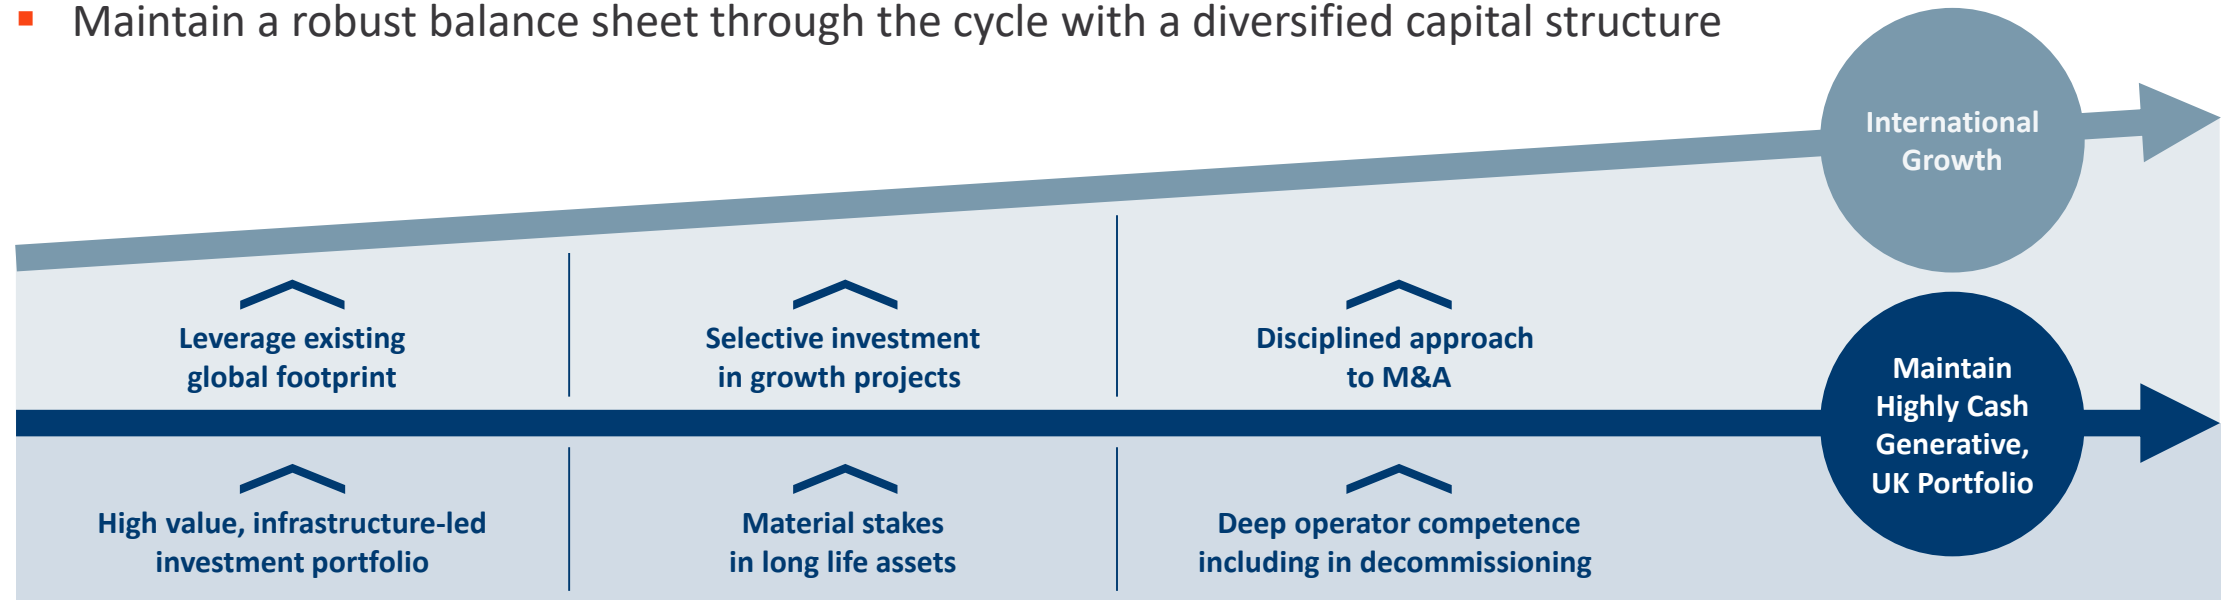 ▪ Maintain a robust balance sheet through the cycle with a diversified capital structure
International
Growth
Leverage existing
global footprint
Selective investment
in growth projects
Disciplined approach
to M&A
Maintain
Highly Cash
Generative,
UK Portfolio
High value, infrastructure-led
investment portfolio
Material stakes
in long life assets
Deep operator competence
including in decommissioning